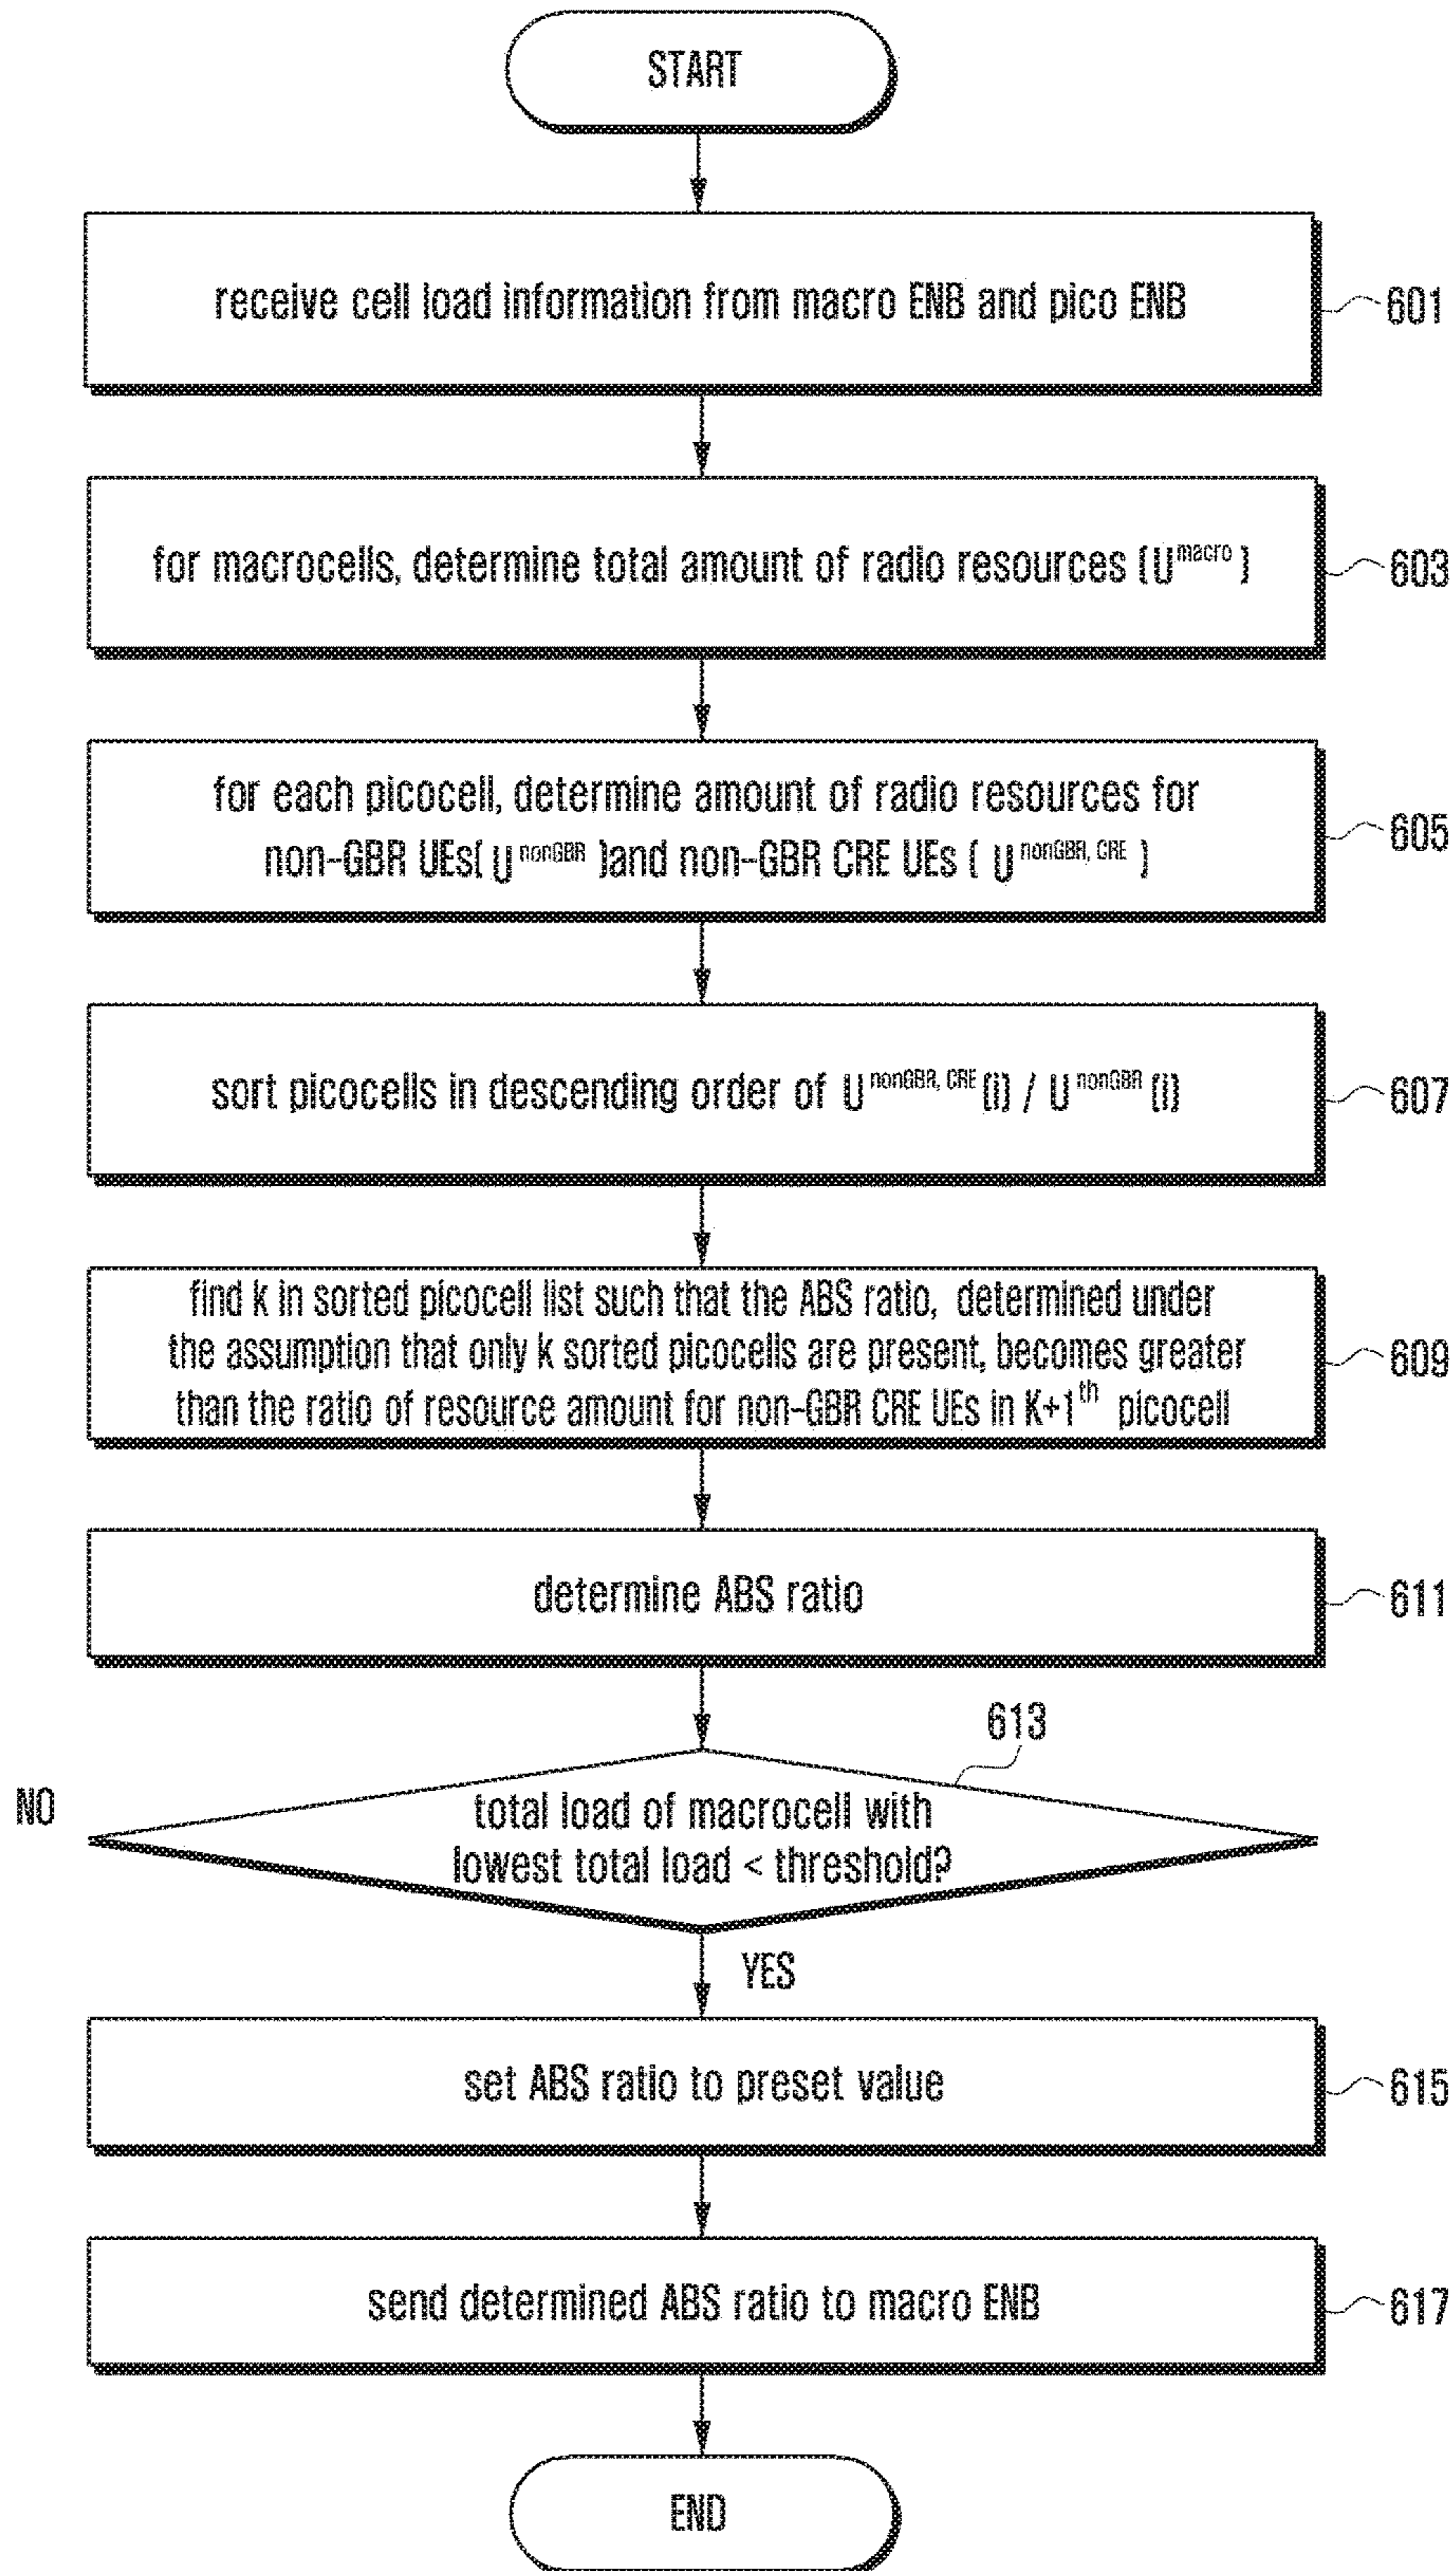 START
receive cell load information from macro ENB and pico ENB
601
for macrocells, determine total amount of radio resources (U^macro)
603
for each picocell, determine amount of radio resources for
non-GBR UEs( U^nonGBR )and non-GBR CRE UEs ( U^nonGBR, CRE )
605
sort picocells in descending order of U^nonGBR, CRE (i) / U^nonGBR (i)
607
find k in sorted picocell list such that the ABS ratio, determined under
the assumption that only k sorted picocells are present, becomes greater
than the ratio of resource amount for non-GBR CRE UEs in K+1^th picocell
609
determine ABS ratio
611
613
NO
total load of macrocell with
lowest total load < threshold?
YES
set ABS ratio to preset value
615
send determined ABS ratio to macro ENB
617
END